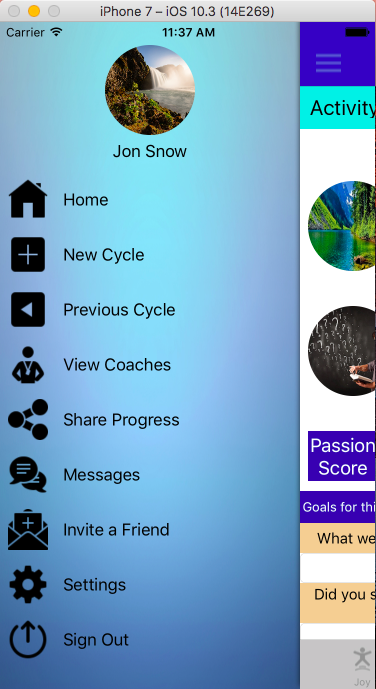 iPhone 7 – iOS 10.3 (14E269)
Carrier
11:37 AM
Jon Snow
Home
New Cycle
Previous Cycle
View Coaches
Share Progress
Messages
Invite a Friend
Settings
Sign Out
Activity
Passion
Score
Goals for thi
What we
Did you s
Joy